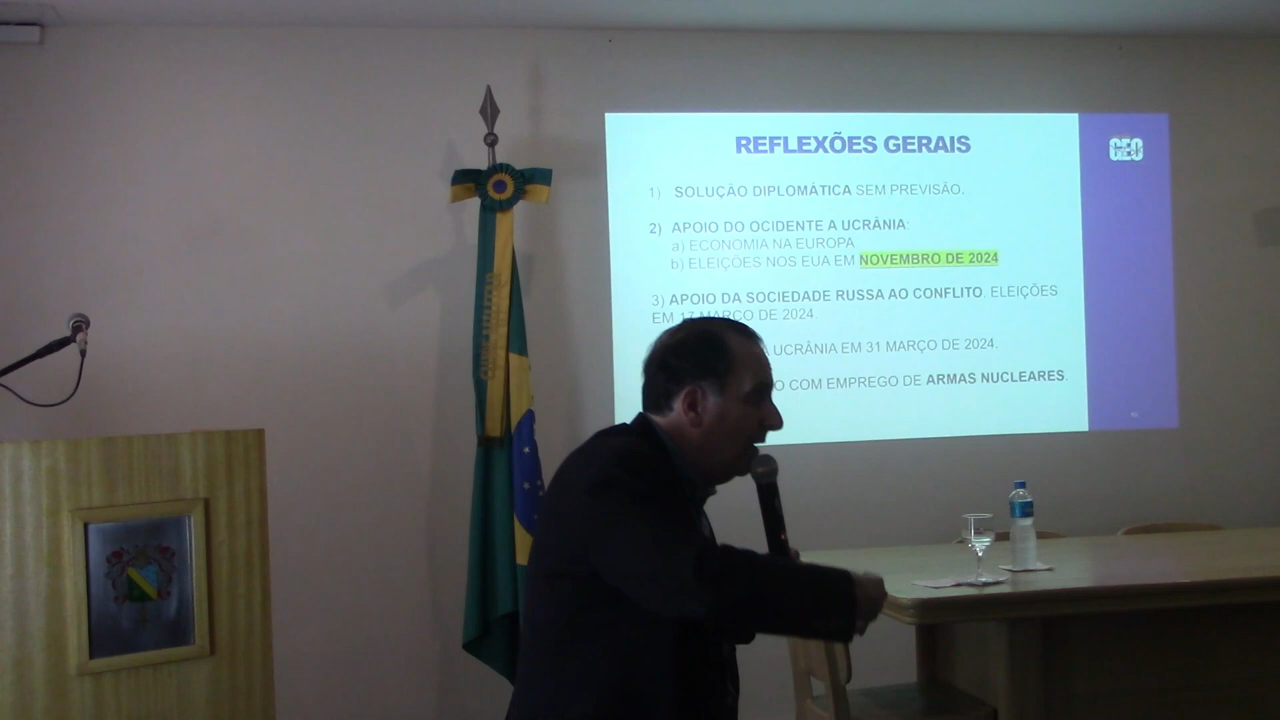 REFLEXÕES GERAIS
GEO
1) SOLUÇÃO DIPLOMÁTICA SEM PREVISÃO.
2) APOIO DO OCIDENTE A UCRÂNIA:
a) ECONOMIA NA EUROPA
b) ELEIÇÕES NOS EUA EM NOVEMBRO DE 2024
3) APOIO DA SOCIEDADE RUSSA AO CONFLITO. ELEIÇÕES
EM 17 MARÇO DE 2024.
A UCRÂNIA EM 31 MARÇO DE 2024.
O COM EMPREGO DE ARMAS NUCLEARES.